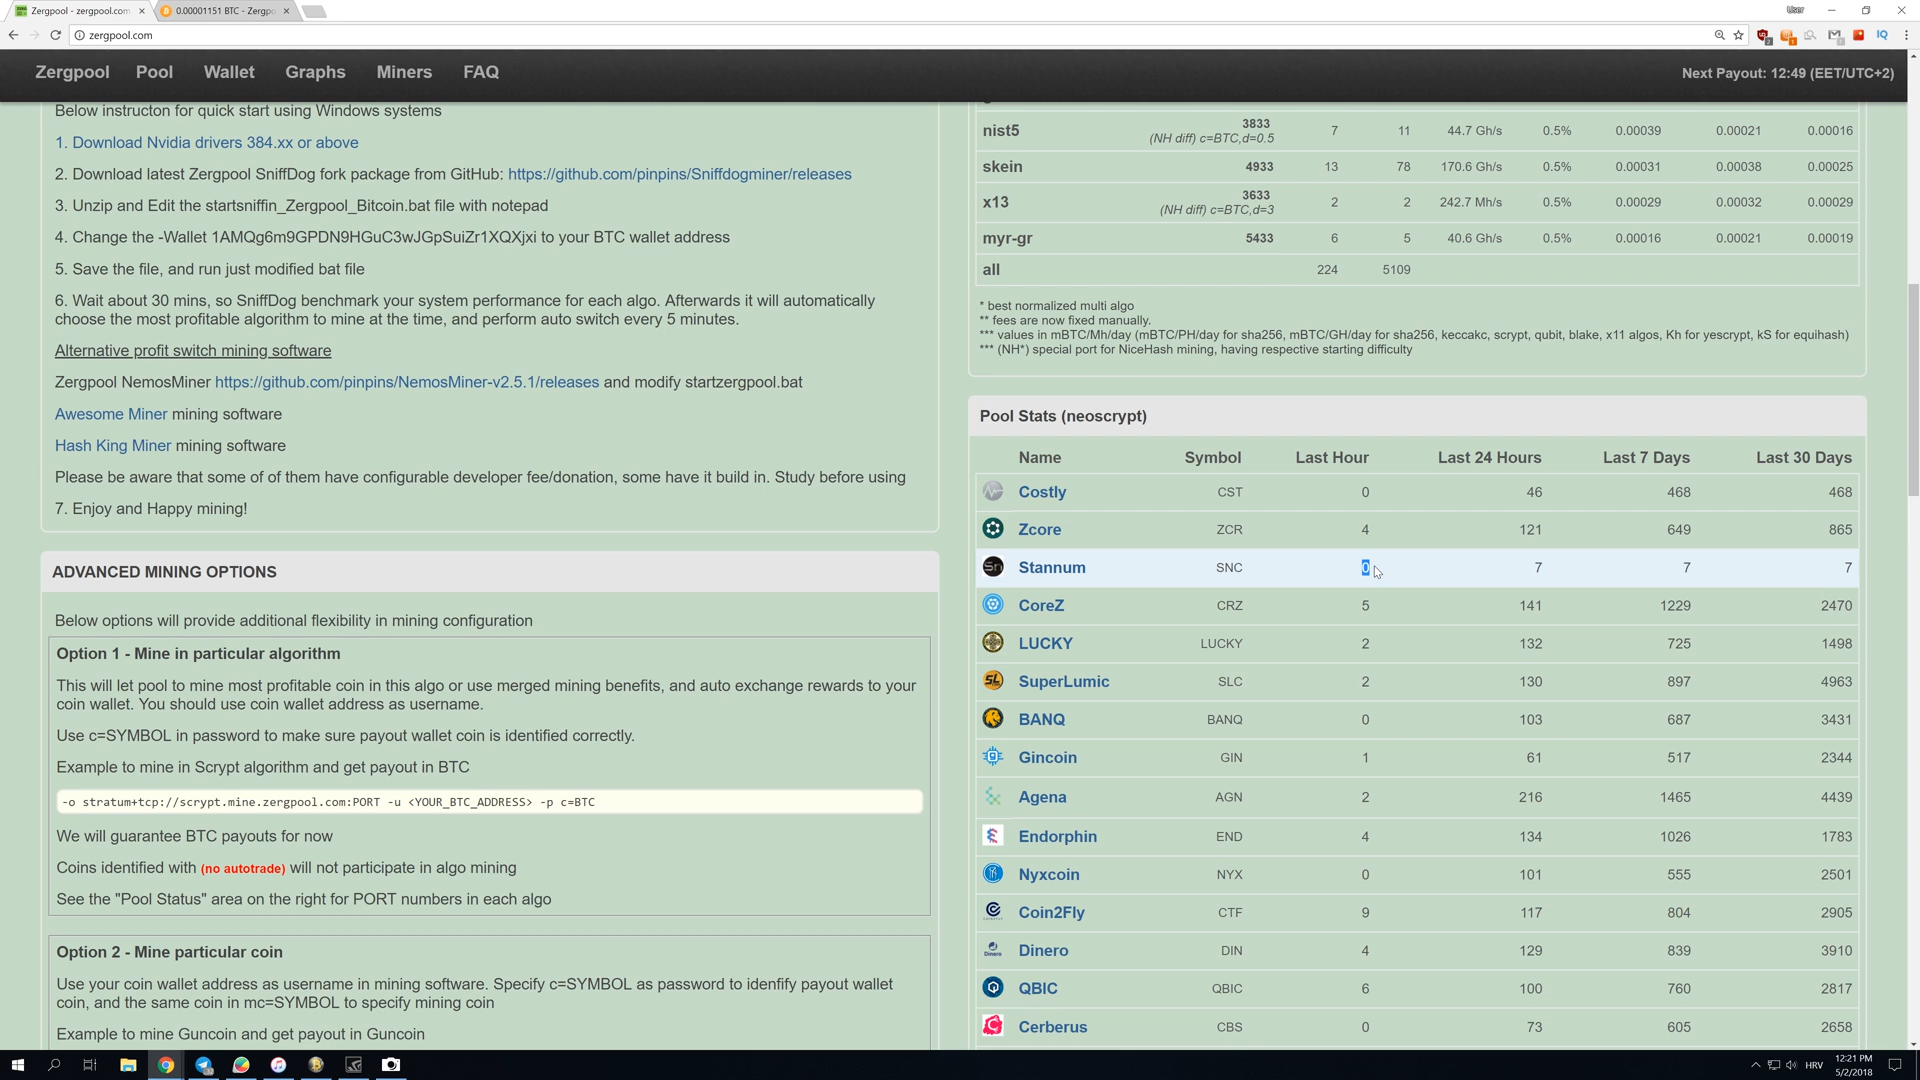 Zergpool - zergpool.com
0.00001151 BTC - Zergpo
User
zergpool.com
Zergpool Pool Wallet Graphs Miners FAQ
Next Payout: 12:49 (EET/UTC+2)
Below instructon for quick start using Windows systems
1. Download Nvidia drivers 384.xx or above
2. Download latest Zergpool SniffDog fork package from GitHub: https://github.com/pinpins/Sniffdogminer/releases
3. Unzip and Edit the startsniffin_Zergpool_Bitcoin.bat file with notepad
4. Change the -Wallet 1AMQg6m9GPDN9HGuC3wJGpSuiZr1XQXjxi to your BTC wallet address
5. Save the file, and run just modified bat file
6. Wait about 30 mins, so SniffDog benchmark your system performance for each algo. Afterwards it will automatically
choose the most profitable algorithm to mine at the time, and perform auto switch every 5 minutes.
Alternative profit switch mining software
Zergpool NemosMiner https://github.com/pinpins/NemosMiner-v2.5.1/releases and modify startzergpool.bat
Awesome Miner mining software
Hash King Miner mining software
Please be aware that some of of them have configurable developer fee/donation, some have it build in. Study before using
7. Enjoy and Happy mining!
ADVANCED MINING OPTIONS
Below options will provide additional flexibility in mining configuration
Option 1 - Mine in particular algorithm
This will let pool to mine most profitable coin in this algo or use merged mining benefits, and auto exchange rewards to your
coin wallet. You should use coin wallet address as username.
Use c=SYMBOL in password to make sure payout wallet coin is identified correctly.
Example to mine in Scrypt algorithm and get payout in BTC
-o stratum+tcp://scrypt.mine.zergpool.com:PORT -u <YOUR_BTC_ADDRESS> -p c=BTC
We will guarantee BTC payouts for now
Coins identified with (no autotrade) will not participate in algo mining
See the "Pool Status" area on the right for PORT numbers in each algo
Option 2 - Mine particular coin
Use your coin wallet address as username in mining software. Specify c=SYMBOL as password to idenfify payout wallet
coin, and the same coin in mc=SYMBOL to specify mining coin
Example to mine Guncoin and get payout in Guncoin
nist5 3833 7 11 44.7 Gh/s 0.5% 0.00039 0.00021 0.00016
(NH diff) c=BTC,d=0.5
skein 4933 13 78 170.6 Gh/s 0.5% 0.00031 0.00038 0.00025
x13 3633 2 2 242.7 Mh/s 0.5% 0.00029 0.00032 0.00029
(NH diff) c=BTC,d=3
myr-gr 5433 6 5 40.6 Gh/s 0.5% 0.00016 0.00021 0.00019
all 224 5109
* best normalized multi algo
** fees are now fixed manually.
*** values in mBTC/Mh/day (mBTC/PH/day for sha256, mBTC/GH/day for sha256, keccakc, scrypt, qubit, blake, x11 algos, Kh for yescrypt, kS for equihash)
*** (NH*) special port for NiceHash mining, having respective starting difficulty
Pool Stats (neoscrypt)
Name Symbol Last Hour Last 24 Hours Last 7 Days Last 30 Days
Costly CST 0 46 468 468
Zcore ZCR 4 121 649 865
Sn Stannum SNC 0 7 7 7
CoreZ CRZ 5 141 1229 2470
LUCKY LUCKY 2 132 725 1498
SL SuperLumic SLC 2 130 897 4963
BANQ BANQ 0 103 687 3431
Gincoin GIN 1 61 517 2344
Agena AGN 2 216 1465 4439
Endorphin END 4 134 1026 1783
Nyxcoin NYX 0 101 555 2501
Coin2Fly CTF 9 117 804 2905
Dinero Dinero DIN 4 129 839 3910
QBIC QBIC 6 100 760 2817
Cerberus CBS 0 73 605 2658
HRV
12:21 PM
5/2/2018